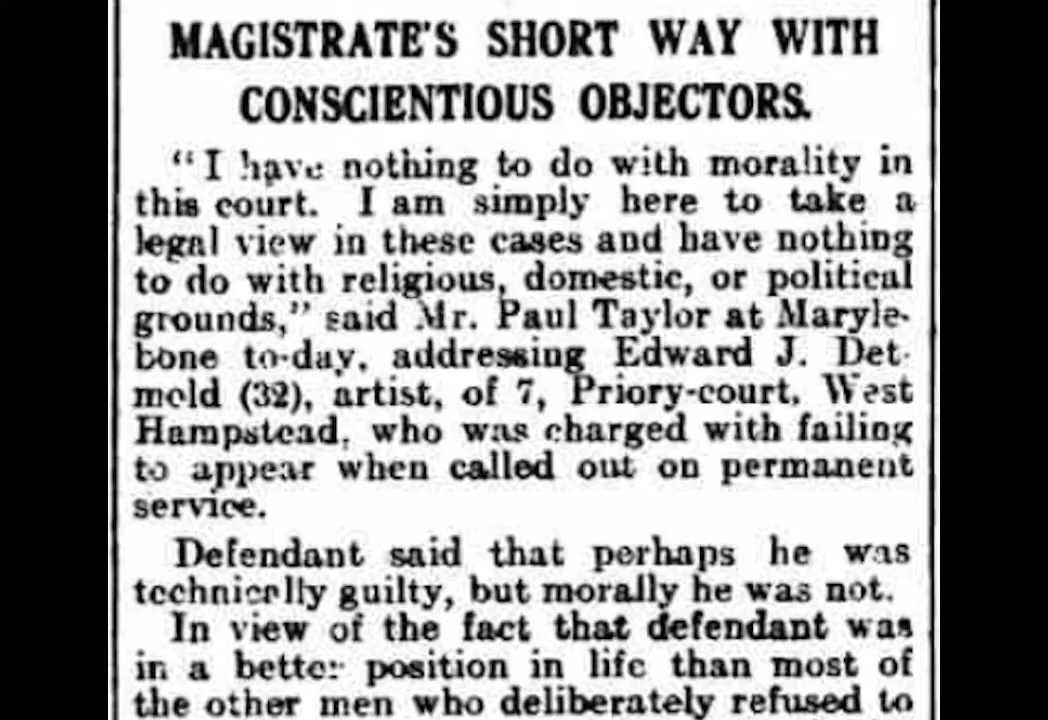 MAGISTRATE'S SHORT WAY WITH
CONSCIENTIOUS OBJECTORS.
"I have nothing to do with morality in
this court. I am simply here to take a
legal view in these cases and have nothing
to do with religious, domestic, or political
grounds," said Mr. Paul Taylor at Maryle-
bone to-day, addressing Edward J. Det-
mold (32), artist, of 7, Priory-court, West
Hampstead, who was charged with failing
to appear when called out on permanent
service.
Defendant said that perhaps he was
technically guilty, but morally he was not.
In view of the fact that defendant was
in a better position in life than most of
the other men who deliberately refused to